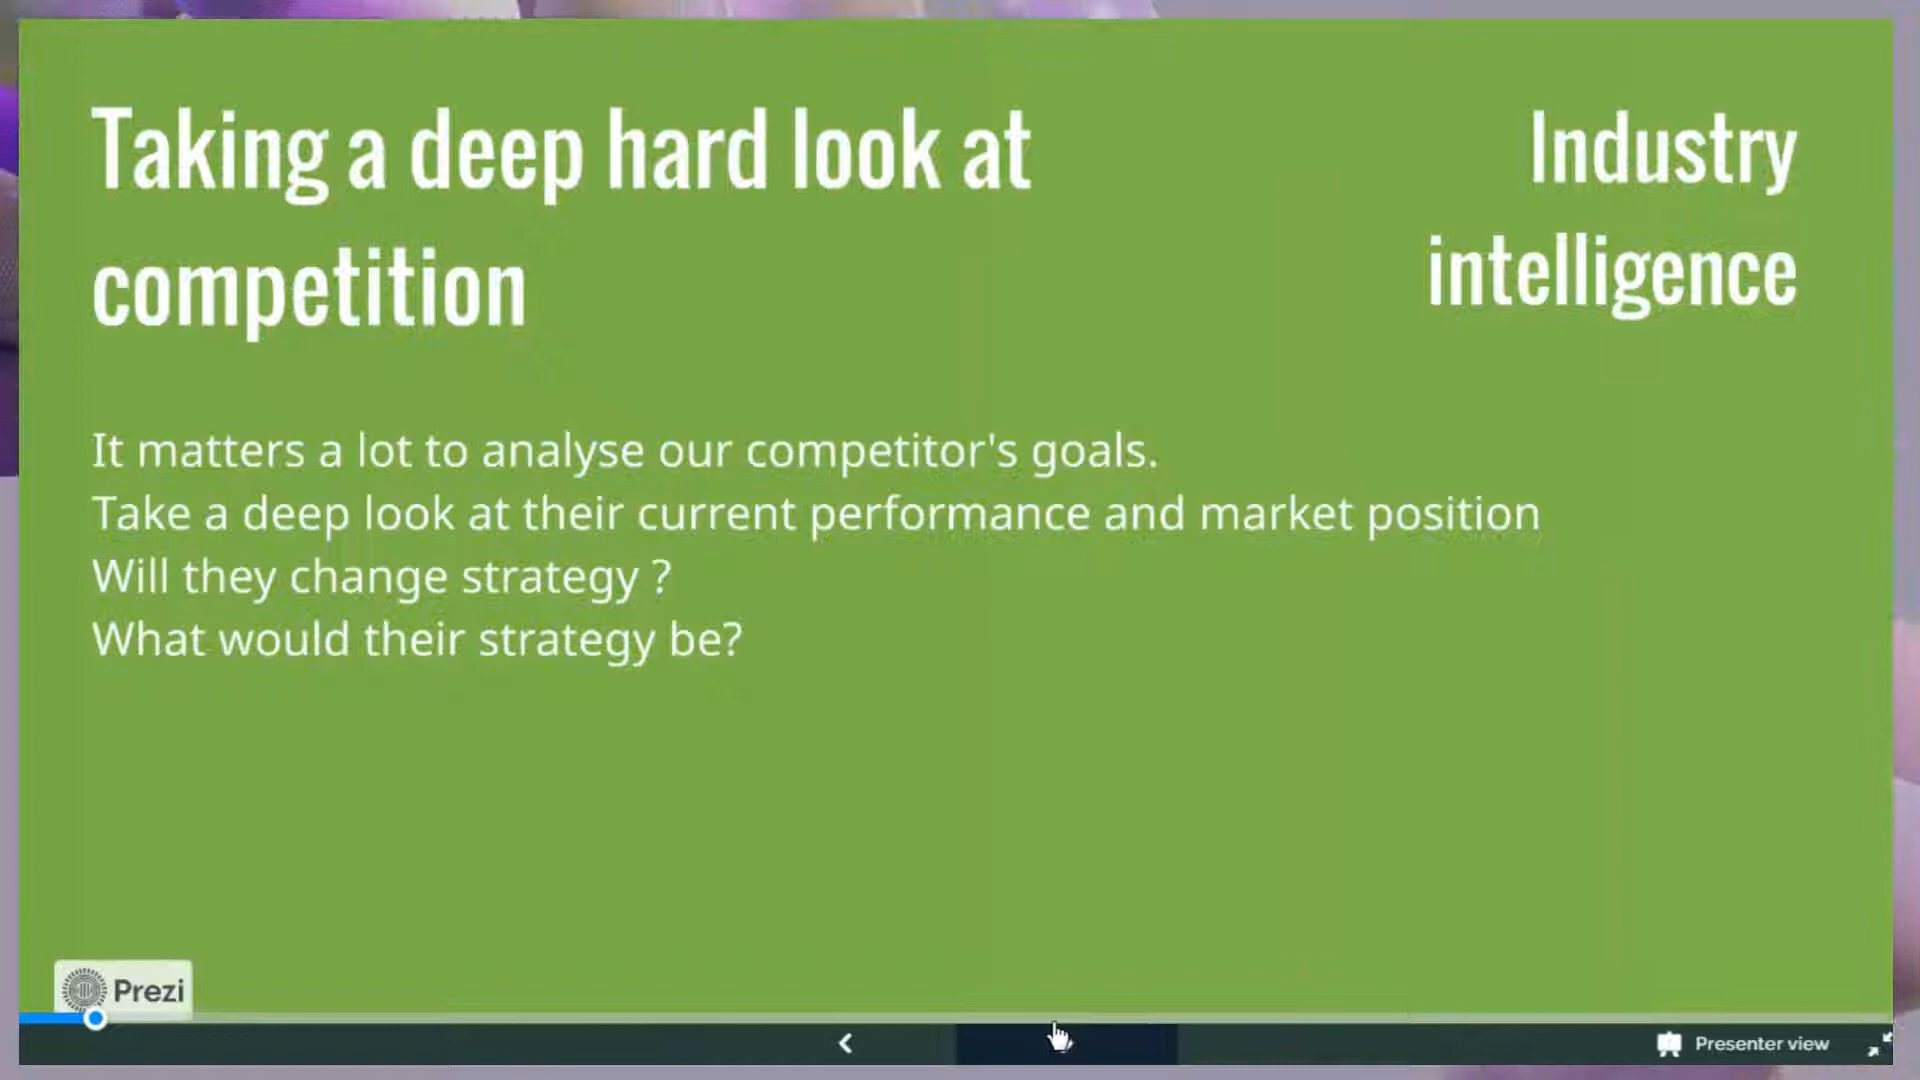 Taking a deep hard look at
competition
Industry
intelligence
It matters a lot to analyse our competitor's goals.
Take a deep look at their current performance and market position
Will they change strategy ?
What would their strategy be?
Prezi
Presenter view